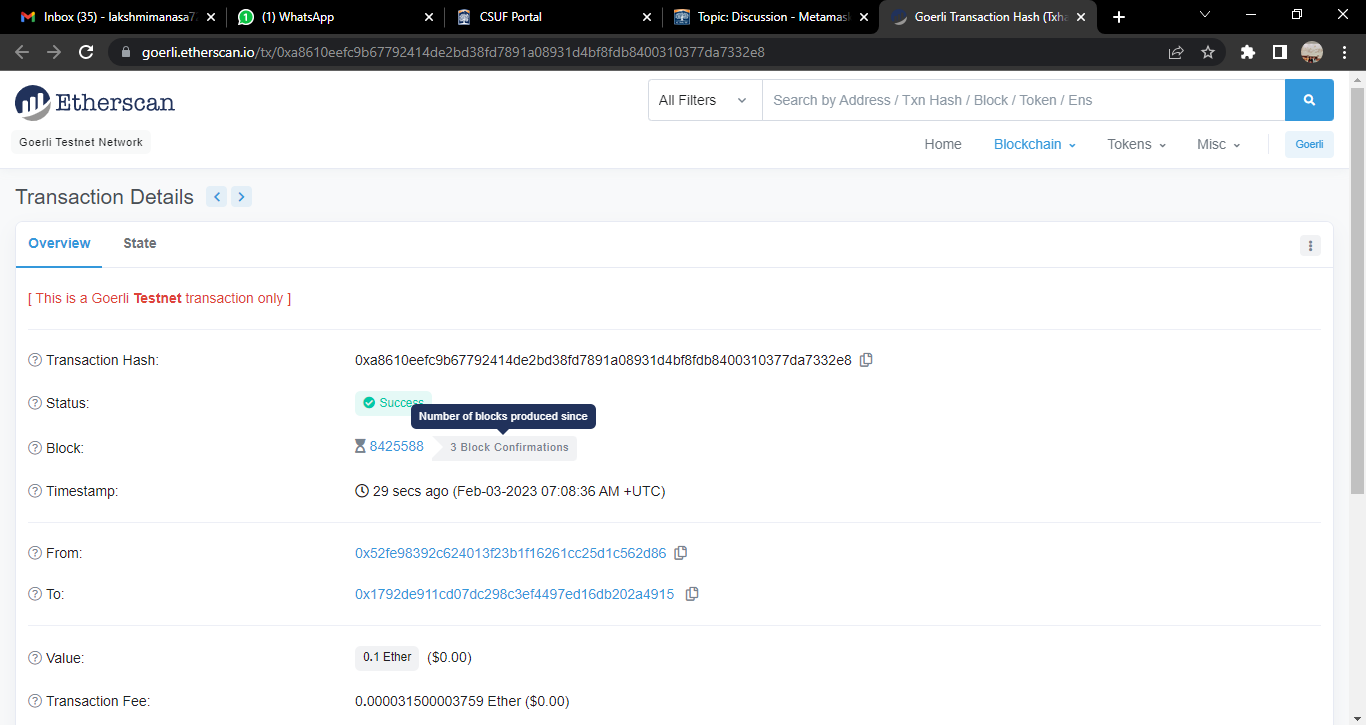 Inbox (35) - lakshmimanasa7
(1) WhatsApp
CSUF Portal
Topic: Discussion - Metamas
Goerli Transaction Hash (Txha
goerli.etherscan.io/tx/0xa8610eefc9b67792414de2bd38fd7891a08931d4bf8fdb8400310377da7332e8
Etherscan
All Filters
Search by Address / Txn Hash / Block / Token / Ens
Goerli Testnet Network
Home Blockchain Tokens Misc Goerli
Transaction Details
Overview State
[ This is a Goerli Testnet transaction only ]
Transaction Hash: 0xa8610eefc9b67792414de2bd38fd7891a08931d4bf8fdb8400310377da7332e8
Status: Success
Number of blocks produced since
Block: 8425588 3 Block Confirmations
Timestamp: 29 secs ago (Feb-03-2023 07:08:36 AM +UTC)
From: 0x52fe98392c624013f23b1f16261cc25d1c562d86
To: 0x1792de911cd07dc298c3ef4497ed16db202a4915
Value: 0.1 Ether ($0.00)
Transaction Fee: 0.000031500003759 Ether ($0.00)